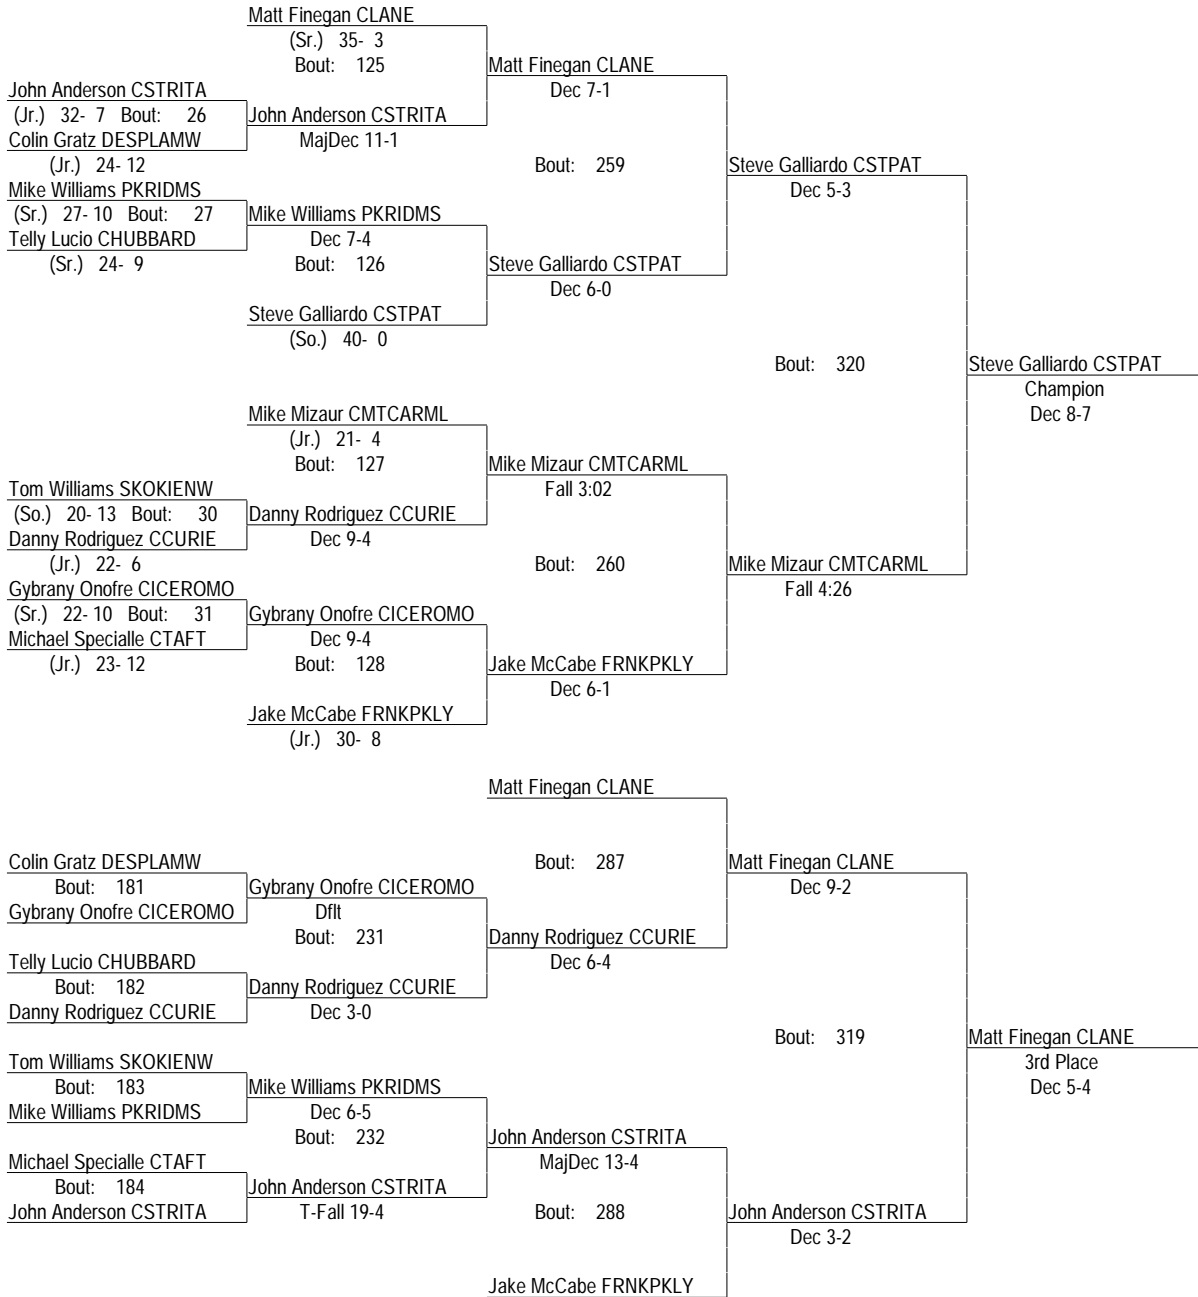 Matt Finegan CLANE
(Sr.) 35- 3
Bout: 125
Matt Finegan CLANE
Dec 7-1
John Anderson CSTRITA
(Jr.) 32- 7 Bout: 26
John Anderson CSTRITA
MajDec 11-1
Colin Gratz DESPLAMW
(Jr.) 24- 12
Bout: 259
Steve Galliardo CSTPAT
Dec 5-3
Mike Williams PKRIDMS
(Sr.) 27- 10 Bout: 27
Mike Williams PKRIDMS
Dec 7-4
Telly Lucio CHUBBARD
(Sr.) 24- 9
Bout: 126
Steve Galliardo CSTPAT
Dec 6-0
Steve Galliardo CSTPAT
(So.) 40- 0
Bout: 320
Steve Galliardo CSTPAT
Champion
Dec 8-7
Mike Mizaur CMTCARML
(Jr.) 21- 4
Bout: 127
Mike Mizaur CMTCARML
Fall 3:02
Tom Williams SKOKIENW
(So.) 20- 13 Bout: 30
Danny Rodriguez CCURIE
Dec 9-4
Danny Rodriguez CCURIE
(Jr.) 22- 6
Bout: 260
Mike Mizaur CMTCARML
Fall 4:26
Gybrany Onofre CICEROMO
(Sr.) 22- 10 Bout: 31
Gybrany Onofre CICEROMO
Dec 9-4
Michael Specialle CTAFT
(Jr.) 23- 12
Bout: 128
Jake McCabe FRNKPKLY
Dec 6-1
Jake McCabe FRNKPKLY
(Jr.) 30- 8
Matt Finegan CLANE
Bout: 287
Matt Finegan CLANE
Dec 9-2
Colin Gratz DESPLAMW
Bout: 181
Gybrany Onofre CICEROMO
Gybrany Onofre CICEROMO
Dflt
Bout: 231
Danny Rodriguez CCURIE
Dec 6-4
Telly Lucio CHUBBARD
Bout: 182
Danny Rodriguez CCURIE
Danny Rodriguez CCURIE
Dec 3-0
Bout: 319
Matt Finegan CLANE
3rd Place
Dec 5-4
Tom Williams SKOKIENW
Bout: 183
Mike Williams PKRIDMS
Mike Williams PKRIDMS
Dec 6-5
Bout: 232
John Anderson CSTRITA
MajDec 13-4
Michael Specialle CTAFT
Bout: 184
John Anderson CSTRITA
John Anderson CSTRITA
T-Fall 19-4
Bout: 288
John Anderson CSTRITA
Dec 3-2
Jake McCabe FRNKPKLY